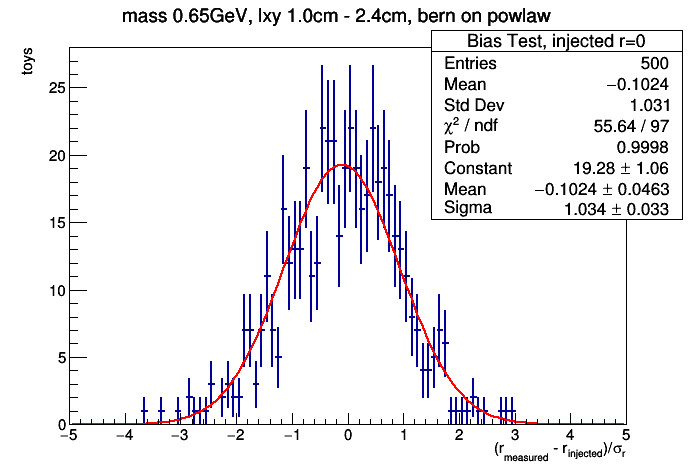 mass 0.65GeV, lxy 1.0cm - 2.4cm, bern on powlaw
toys
Bias Test, injected r=0
Entries 500
Mean −0.1024
Std Dev 1.031
χ² / ndf 55.64 / 97
Prob 0.9998
Constant 19.28 ± 1.06
Mean −0.1024 ± 0.0463
Sigma 1.034 ± 0.033
25
20
15
10
5
0
−5 −4 −3 −2 −1 0 1 2 3 4 5
(r_measured - r_injected)/σ_r